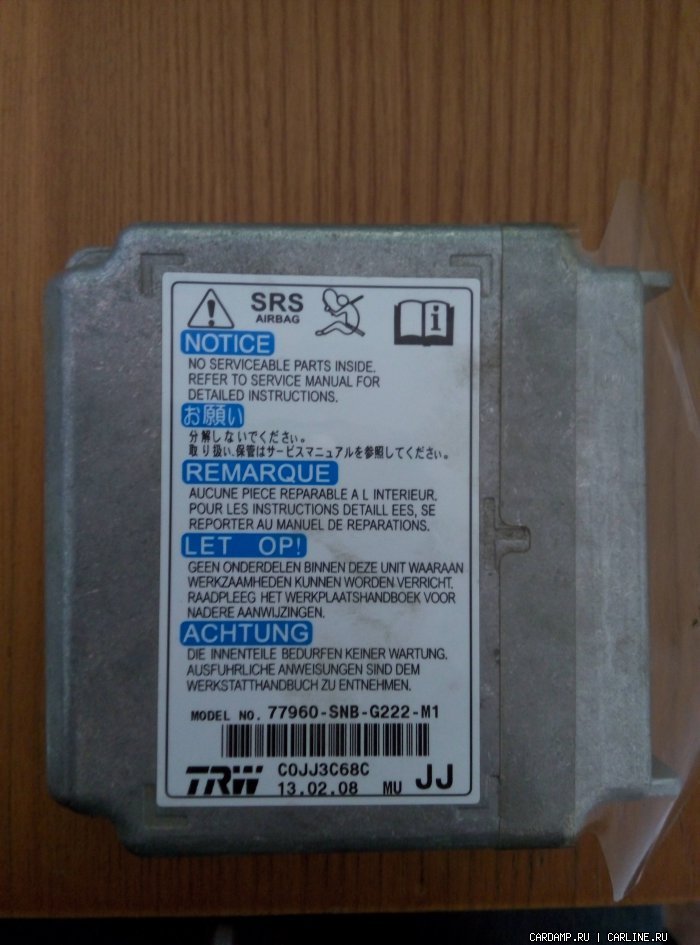 SRS
AIRBAG
i
NOTICE
NO SERVICEABLE PARTS INSIDE.
REFER TO SERVICE MANUAL FOR
DETAILED INSTRUCTIONS.
お願い
分解しないでください。
取り扱い、保管はサービスマニュアルを参照してください。
REMARQUE
AUCUNE PIECE REPARABLE A L INTERIEUR.
POUR LES INSTRUCTIONS DETAILL EES, SE
REPORTER AU MANUEL DE REPARATIONS.
LET OP!
GEEN ONDERDELEN BINNEN DEZE UNIT WAARAAN
WERKZAAMHEDEN KUNNEN WORDEN VERRICHT.
RAADPLEEG HET WERKPLAATSHANDBOEK VOOR
NADERE AANWIJZINGEN.
ACHTUNG
DIE INNENTEILE BEDURFEN KEINER WARTUNG.
AUSFUHRLICHE ANWEISUNGEN SIND DEM
WERKSTATTHANDBUCH ZU ENTNEHMEN.
MODEL NO. 77960-SNB-G222-M1
TRW C0JJ3C68C
13.02.08 MU JJ
CARDAMP.RU | CARLINE.RU